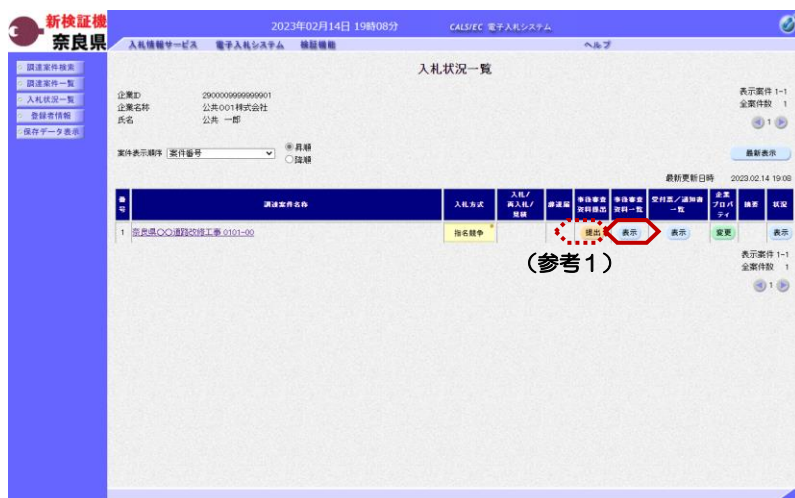 新検証機
奈良県
2023年02月14日 19時08分
CALS/EC 電子入札システム
入札情報サービス 電子入札システム 検証機能 ヘルプ
調達案件検索
調達案件一覧
入札状況一覧
登録者情報
保存データ表示
入札状況一覧
企業ID 2900009999999901
企業名称 公共001株式会社
氏名 公共 一郎
表示案件 1-1
全案件数 1
1
案件表示順序 案件番号
昇順
降順
最新表示
最新更新日時 2023.02.14 19:08
番号 調達案件名称 入札方式 入札/再入札/見積 辞退届 事後審査資料提出 事後審査資料一覧 受付票/通知書一覧 企業プロパティ 摘要 状況
1 奈良県〇〇道路改修工事 0101-00 指名競争 提出 表示 表示 変更 表示
(参考1)
表示案件 1-1
全案件数 1
1